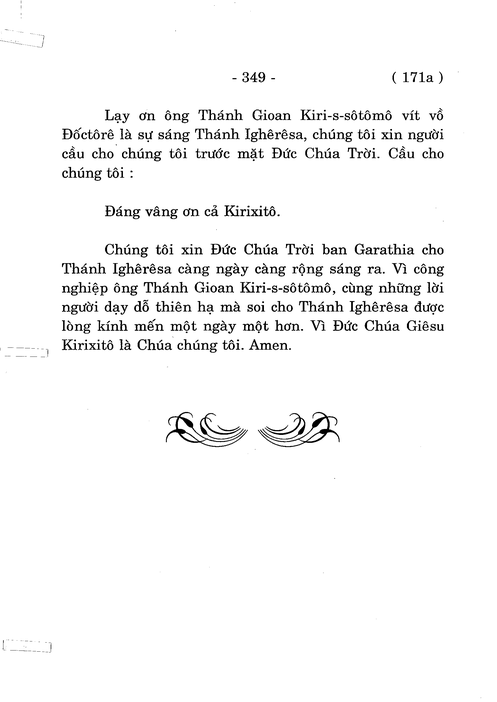 - 349 - ( 171a )
Lạy ơn ông Thánh Gioan Kiri-s-sôtômô vít vồ
Đốctôrê là sự sáng Thánh Ighêrêsa, chúng tôi xin người
cầu cho chúng tôi trước mặt Đức Chúa Trời. Cầu cho
chúng tôi :
Đáng vâng ơn cả Kirixitô.
Chúng tôi xin Đức Chúa Trời ban Garathia cho
Thánh Ighêrêsa càng ngày càng rộng sáng ra. Vì công
nghiệp ông Thánh Gioan Kiri-s-sôtômô, cùng những lời
người dạy dỗ thiên hạ mà soi cho Thánh Ighêrêsa được
lòng kính mến một ngày một hơn. Vì Đức Chúa Giêsu
Kirixitô là Chúa chúng tôi. Amen.